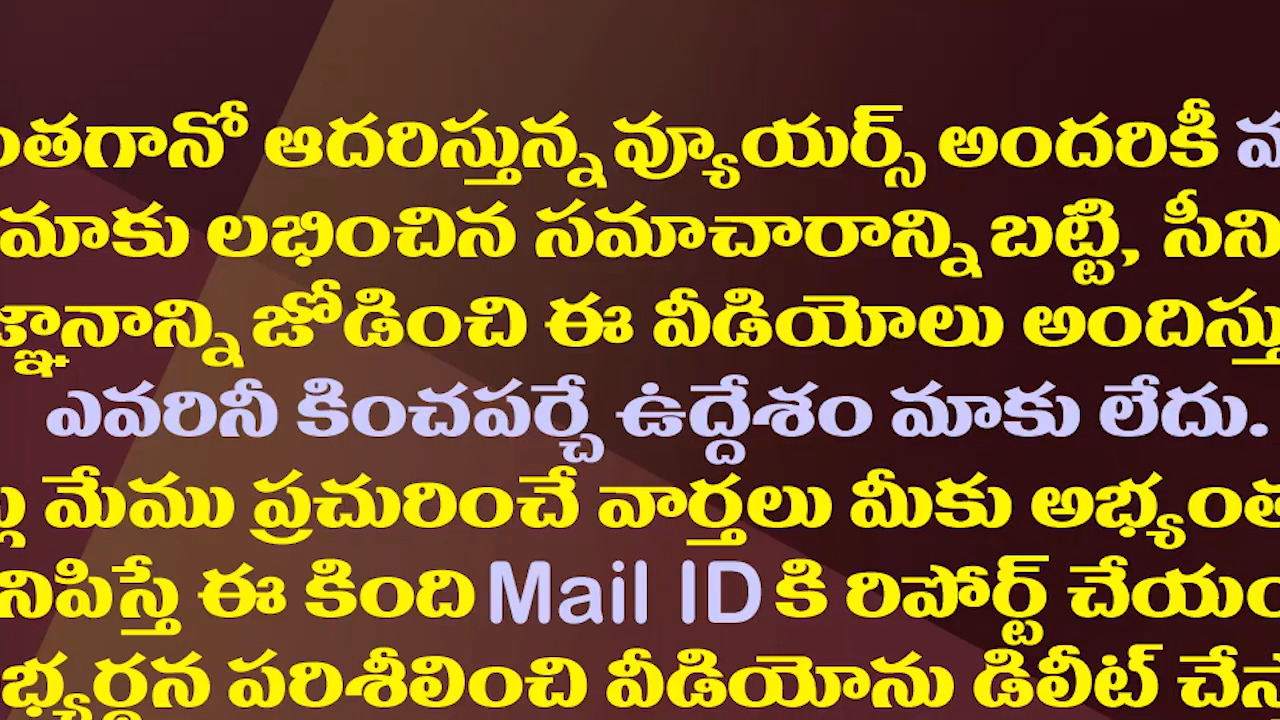 ఆదరిస్తున్న వ్యూయర్స్ అందరికీ
మాకు లభించిన సమాచారాన్ని బట్టి,
జోడించి ఈ వీడియోలు
ఎవరినీ కించపర్చే ఉద్దేశం మాకు లేదు.
మేము ప్రచురించే వార్తలు మీకు
ఈ కింది Mail ID కి రిపోర్ట్
పరిశీలించి వీడియోను డిలీట్